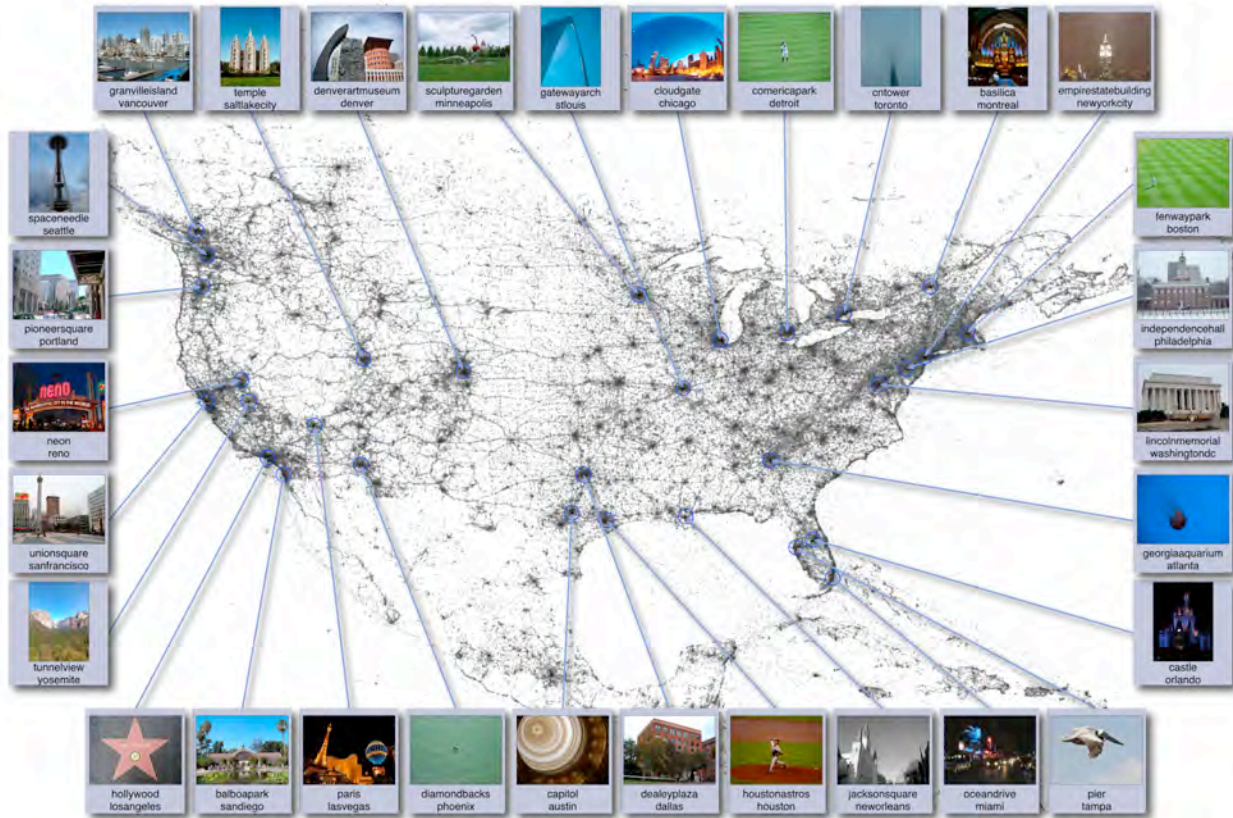 granvilleisland
vancouver
temple
saltlakecity
denverartmuseum
denver
sculpturegarden
minneapolis
gatewayarch
stlouis
cloudgate
chicago
comericapark
detroit
cntower
toronto
basilica
montreal
empirestatebuilding
newyorkcity
spaceneedle
seattle
fenwaypark
boston
pioneersquare
portland
independencehall
philadelphia
reno
neon
reno
lincolnmemorial
washingtondc
unionsquare
sanfrancisco
georgiaaquarium
atlanta
tunnelview
yosemite
castle
orlando
hollywood
losangeles
balboapark
sandiego
paris
lasvegas
diamondbacks
phoenix
capitol
austin
dealeyplaza
dallas
houstonastros
houston
jacksonsquare
neworleans
oceandrive
miami
pier
tampa